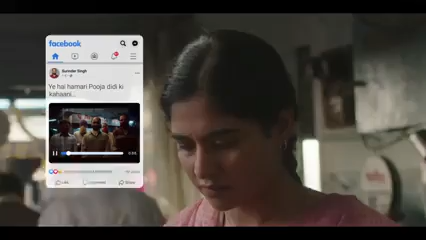 facebook
Surinder Singh
Ye hai hamari Pooja didi ki
kahaani..
Like
Comment
Share